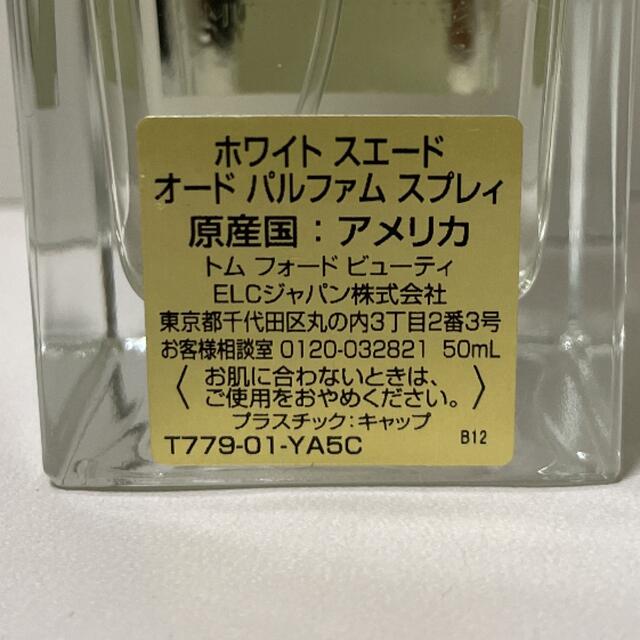 ホワイト スエード
オード パルファム スプレィ
原産国：アメリカ
トム フォード ビューティ
ELCジャパン株式会社
東京都千代田区丸の内3丁目2番3号
お客様相談室 0120-032821 50mL
〈 お肌に合わないときは、
ご使用をおやめください。 〉
プラスチック：キャップ
T779-01-YA5C B12